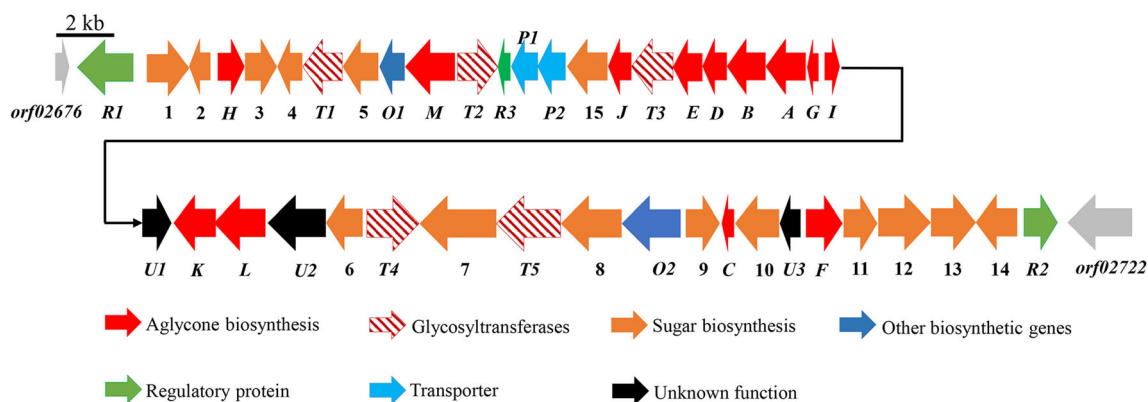 2 kb
P1
orf02676 R1 1 2 H 3 4 T1 5 O1 M T2 R3 P2 15 J T3 E D B A G I
U1 K L U2 6 T4 7 T5 8 O2 9 C 10 U3 F 11 12 13 14 R2 orf02722
Aglycone biosynthesis Glycosyltransferases Sugar biosynthesis Other biosynthetic genes
Regulatory protein Transporter Unknown function